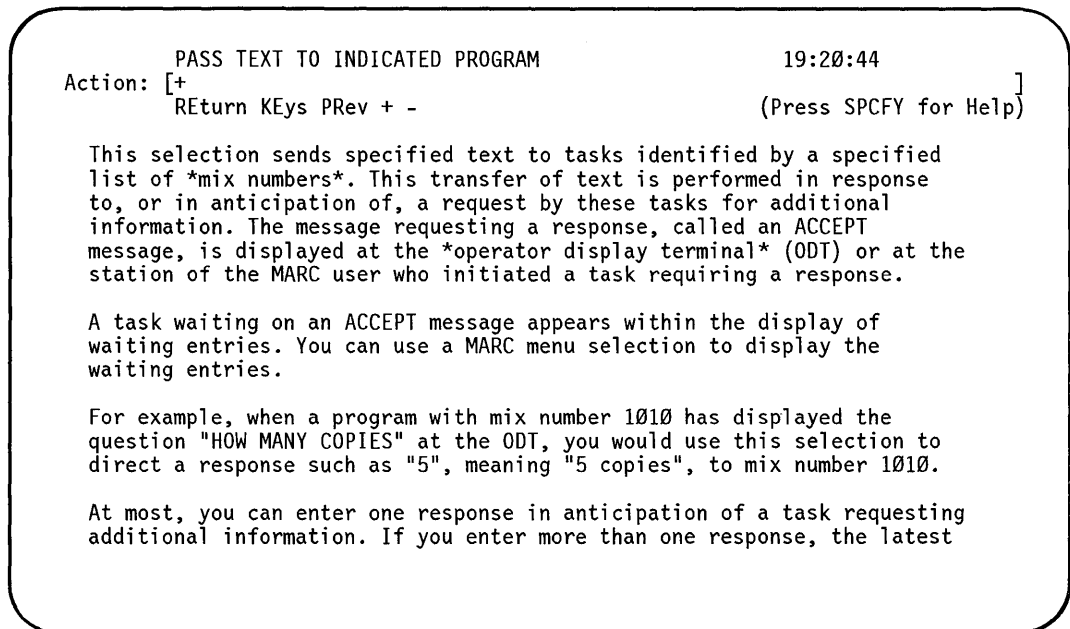 PASS TEXT TO INDICATED PROGRAM 19:20:44
Action: [+ ]
REturn KEys PRev + - (Press SPCFY for Help)
This selection sends specified text to tasks identified by a specified
list of *mix numbers*. This transfer of text is performed in response
to, or in anticipation of, a request by these tasks for additional
information. The message requesting a response, called an ACCEPT
message, is displayed at the *operator display terminal* (ODT) or at the
station of the MARC user who initiated a task requiring a response.
A task waiting on an ACCEPT message appears within the display of
waiting entries. You can use a MARC menu selection to display the
waiting entries.
For example, when a program with mix number 1010 has displayed the
question "HOW MANY COPIES" at the ODT, you would use this selection to
direct a response such as "5", meaning "5 copies", to mix number 1010.
At most, you can enter one response in anticipation of a task requesting
additional information. If you enter more than one response, the latest